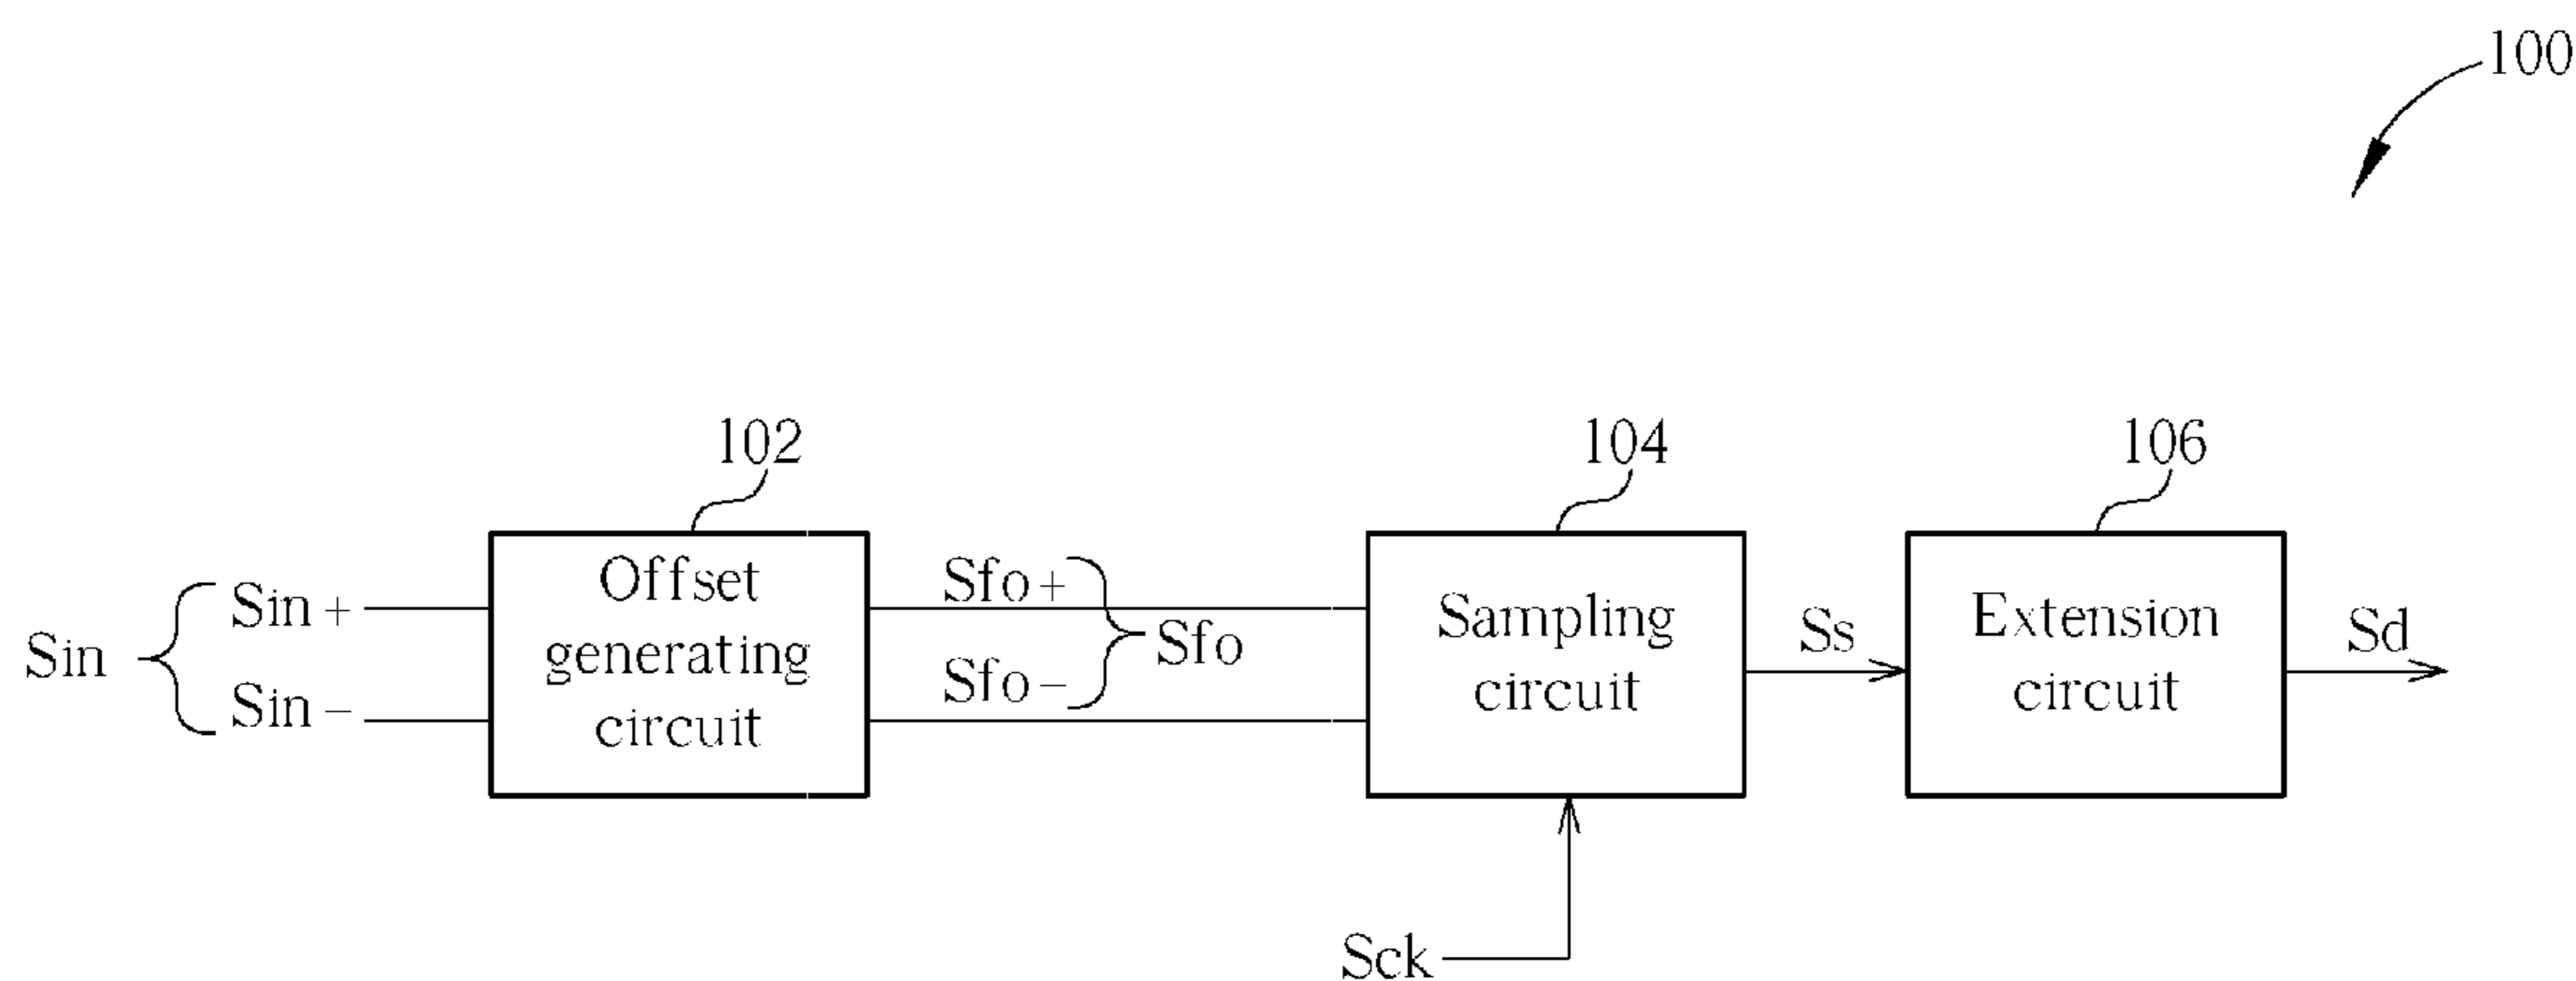 100
102
104
106
Sin
Sin+
Sin-
Offset
generating
circuit
Sfo+
Sfo-
Sfo
Sampling
circuit
Ss
Extension
circuit
Sd
Sck